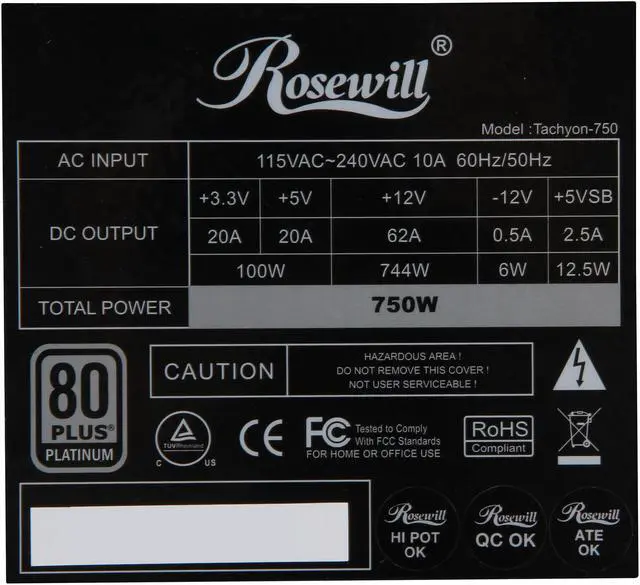 Rosewill®
Model :Tachyon-750
AC INPUT 115VAC~240VAC 10A 60Hz/50Hz
DC OUTPUT +3.3V +5V +12V -12V +5VSB
20A 20A 62A 0.5A 2.5A
100W 744W 6W 12.5W
TOTAL POWER 750W
80
PLUS®
PLATINUM
CAUTION
HAZARDOUS AREA !
DO NOT REMOVE THIS COVER !
NOT USER SERVICEABLE !
TÜVRheinland
C US
CE
FC Tested to Comply
With FCC Standards
FOR HOME OR OFFICE USE
RoHS
Compliant
Rosewill
HI POT
OK
Rosewill
QC OK
Rosewill
ATE
OK